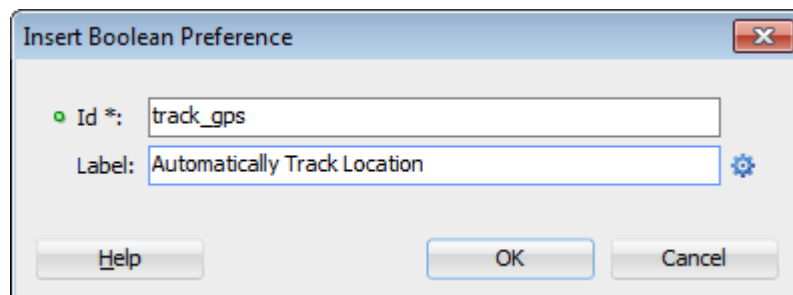 Insert Boolean Preference
Id *: track_gps
Label: Automatically Track Location
Help OK Cancel